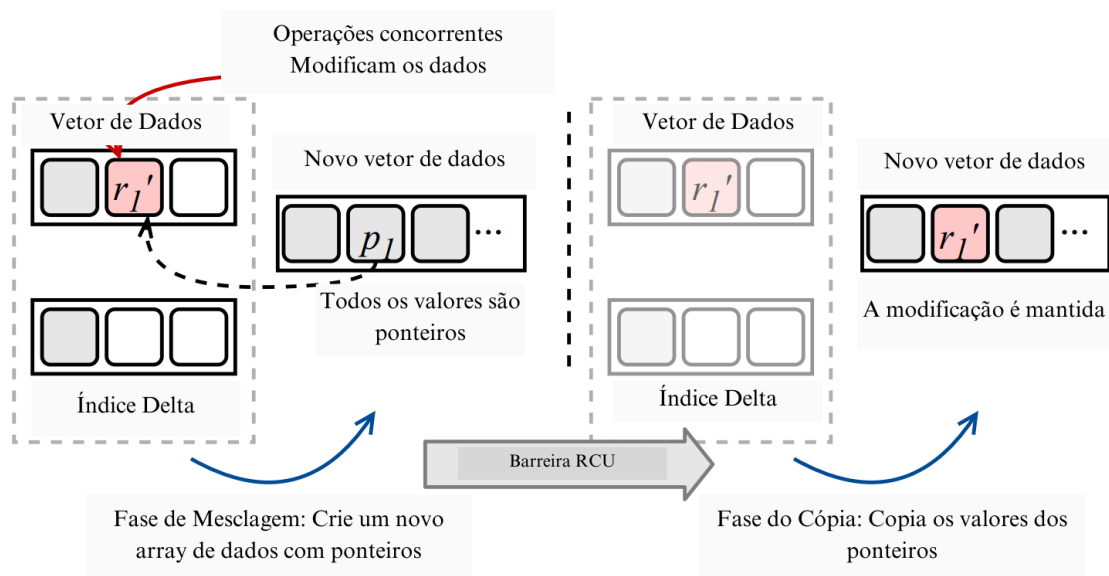 Operações concorrentes
Modificam os dados
Vetor de Dados
r₁'
Novo vetor de dados
p₁
...
Todos os valores são
ponteiros
Índice Delta
Fase de Mesclagem: Crie um novo
array de dados com ponteiros
Barreira RCU
Vetor de Dados
r₁'
Novo vetor de dados
r₁'
...
A modificação é mantida
Índice Delta
Fase do Cópia: Copia os valores dos
ponteiros